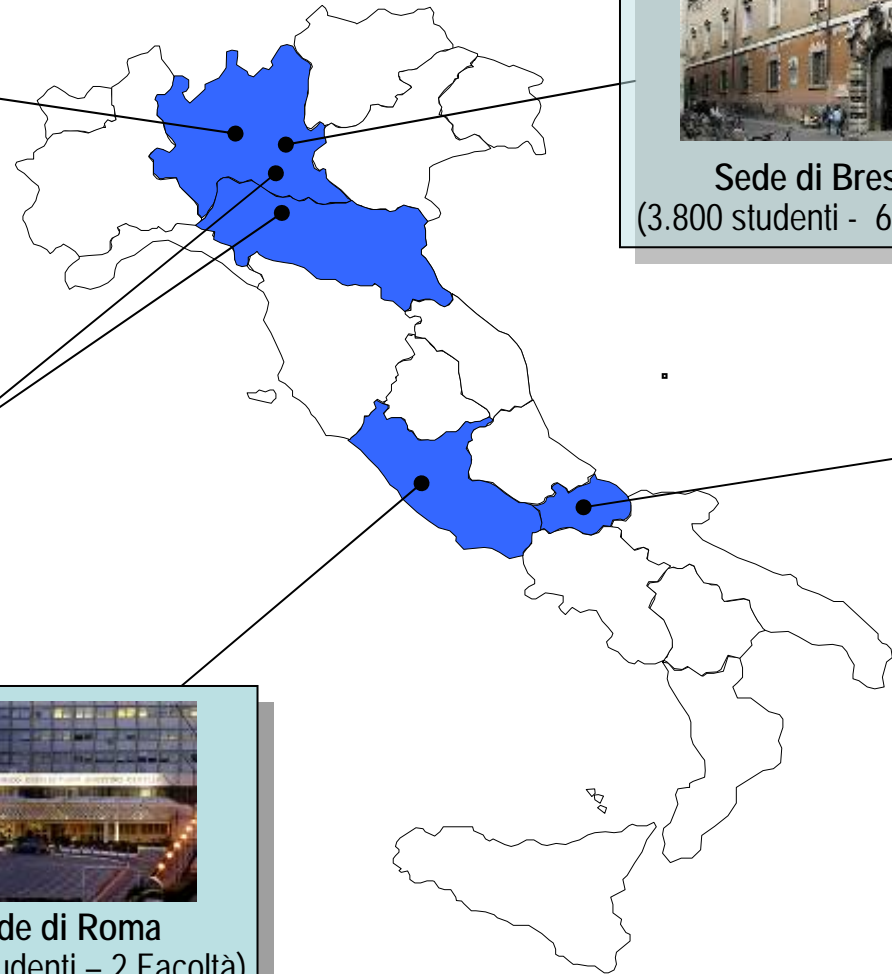 Sede di Bres
(3.800 studenti - 6
de di Roma
udenti – 2 Facoltà)